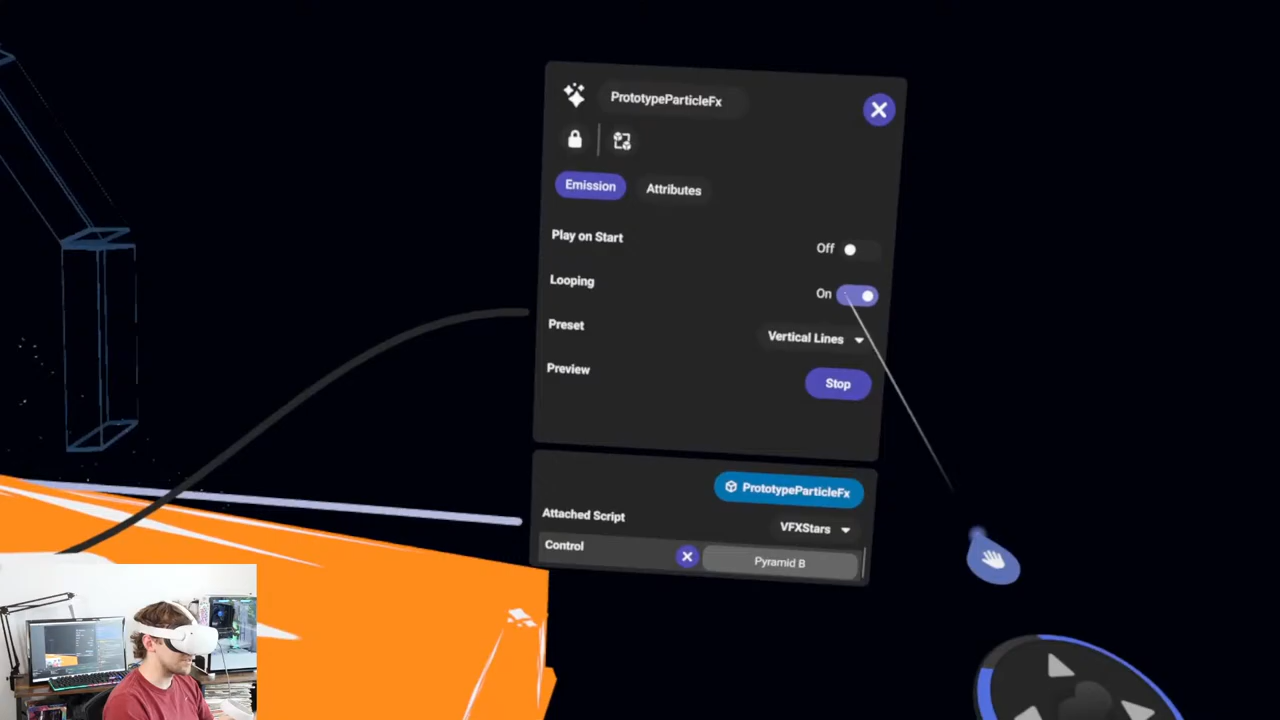 PrototypeParticleFx
Emission Attributes
Play on Start Off
Looping On
Preset Vertical Lines
Preview Stop
PrototypeParticleFx
Attached Script VFXStars
Control Pyramid B